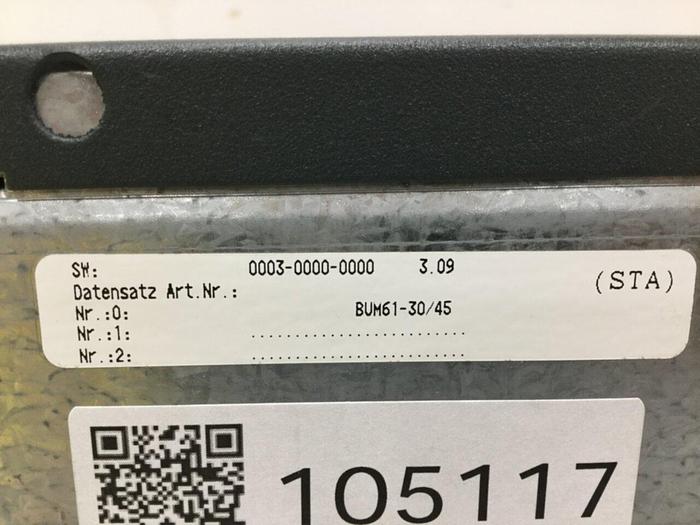 SW: 0003-0000-0000 3.09
(STA)
Datensatz Art.Nr.:
Nr.:0: BUM61-30/45
Nr.:1: ........................
Nr.:2: ........................
105117